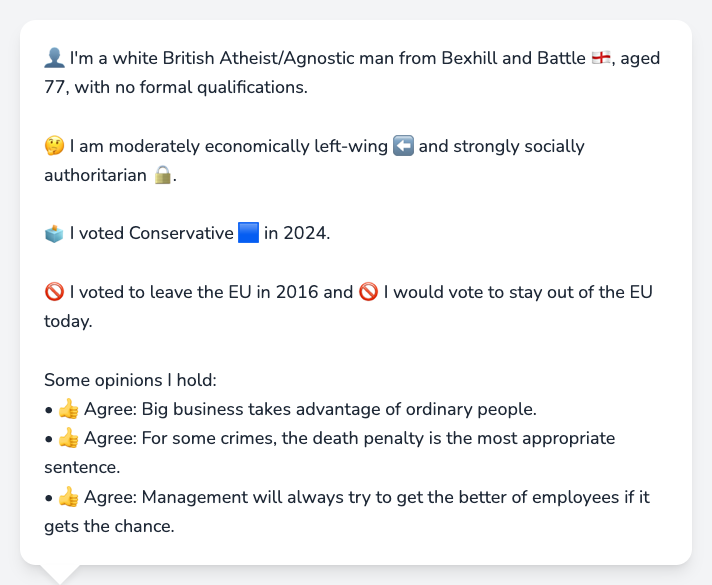 👤 I'm a white British Atheist/Agnostic man from Bexhill and Battle 🏴󠁧󠁢󠁥󠁮󠁧󠁿, aged
77, with no formal qualifications.
🤔 I am moderately economically left-wing ⬅️ and strongly socially
authoritarian 🔒.
🗳️ I voted Conservative 🟦 in 2024.
🚫 I voted to leave the EU in 2016 and 🚫 I would vote to stay out of the EU
today.
Some opinions I hold:
• 👍 Agree: Big business takes advantage of ordinary people.
• 👍 Agree: For some crimes, the death penalty is the most appropriate
sentence.
• 👍 Agree: Management will always try to get the better of employees if it
gets the chance.